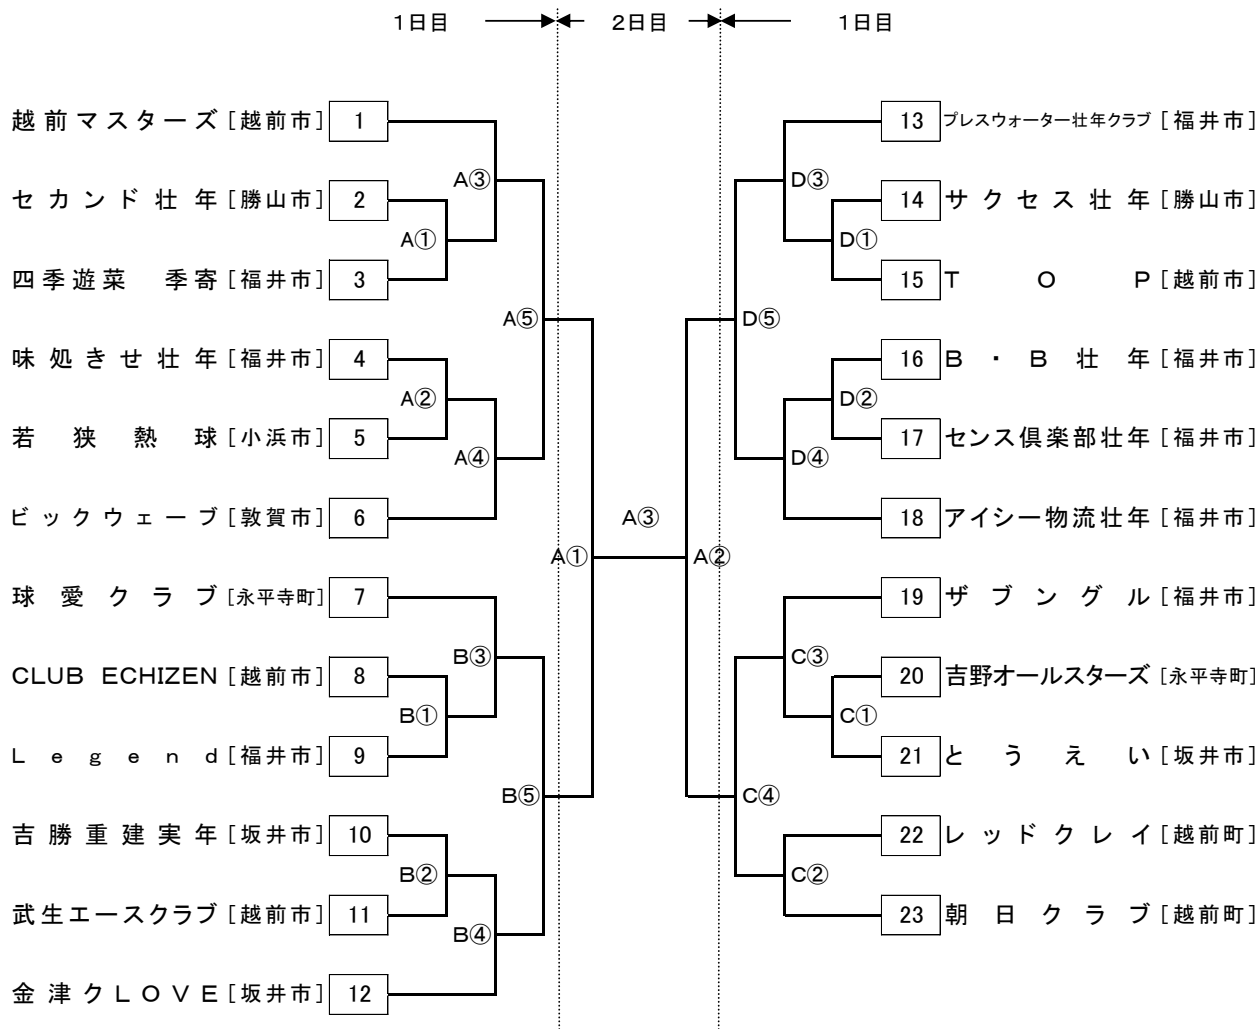 1日目 2日目 1日目
越前マスターズ [越前市] 1
A③
セカンド壮年 [勝山市] 2
A①
四季遊菜 季寄 [福井市] 3
A⑤
味処きせ壮年 [福井市] 4
A②
若狭熱球 [小浜市] 5
A④
ビックウェーブ [敦賀市] 6
A①
球愛クラブ [永平寺町] 7
B③
CLUB ECHIZEN [越前市] 8
B①
Legend [福井市] 9
B⑤
吉勝重建実年 [坂井市] 10
B②
武生エースクラブ [越前市] 11
B④
金津クLOVE [坂井市] 12
A③
13 プレスウォーター壮年クラブ [福井市]
D③
14 サクセス壮年 [勝山市]
D①
15 TOP [越前市]
D⑤
16 B・B壮年 [福井市]
D②
17 センス倶楽部壮年 [福井市]
D④
18 アイシー物流壮年 [福井市]
A②
19 ザブングル [福井市]
C③
20 吉野オールスターズ [永平寺町]
C①
21 とうえい [坂井市]
C④
22 レッドクレイ [越前町]
C②
23 朝日クラブ [越前町]